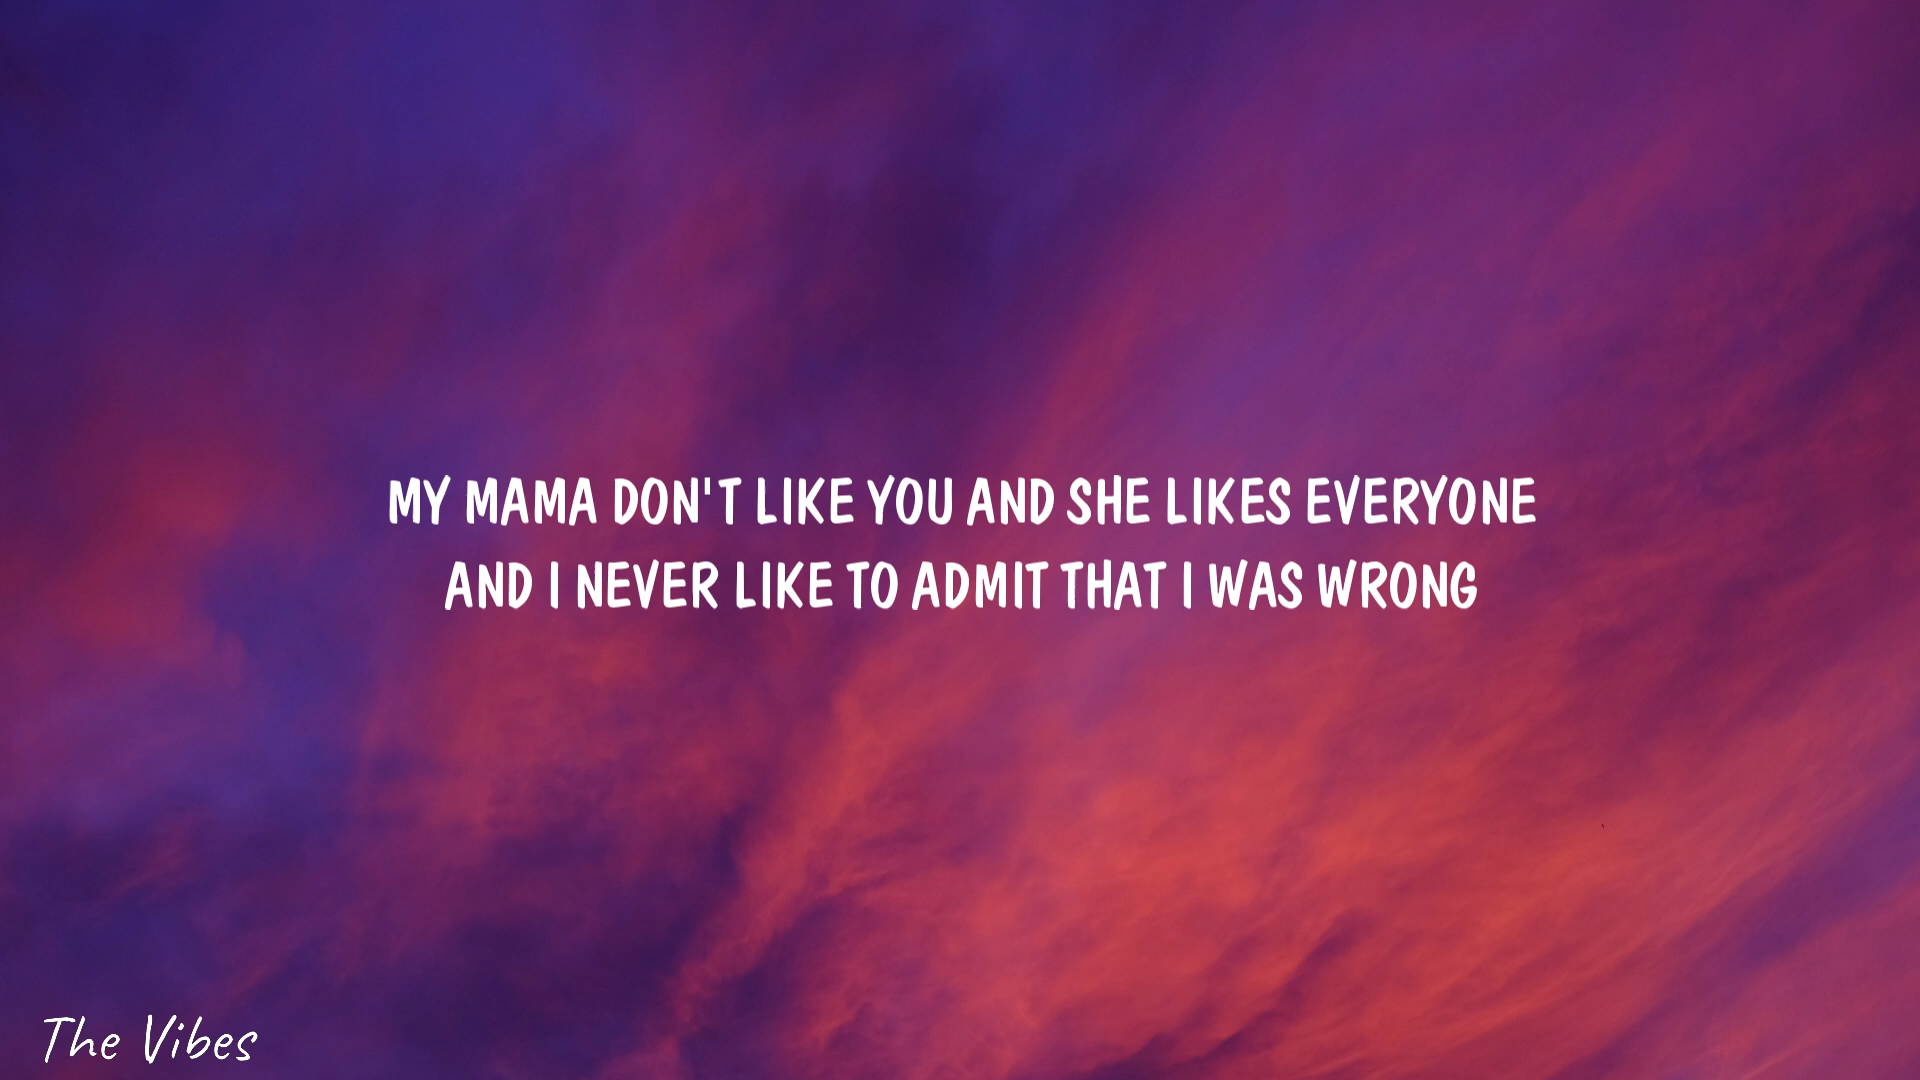 MY MAMA DON'T LIKE YOU AND SHE LIKES EVERYONE
AND I NEVER LIKE TO ADMIT THAT I WAS WRONG
The Vibes